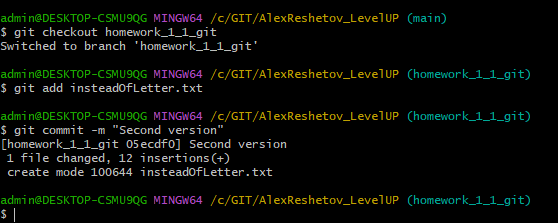 admin@DESKTOP-CSMU9QG MINGW64 /c/GIT/AlexReshetov_LevelUP (main)
$ git checkout homework_1_1_git
Switched to branch 'homework_1_1_git'
admin@DESKTOP-CSMU9QG MINGW64 /c/GIT/AlexReshetov_LevelUP (homework_1_1_git)
$ git add insteadOfLetter.txt
admin@DESKTOP-CSMU9QG MINGW64 /c/GIT/AlexReshetov_LevelUP (homework_1_1_git)
$ git commit -m "Second version"
[homework_1_1_git 05ecdf0] Second version
 1 file changed, 12 insertions(+)
 create mode 100644 insteadOfLetter.txt
admin@DESKTOP-CSMU9QG MINGW64 /c/GIT/AlexReshetov_LevelUP (homework_1_1_git)
$